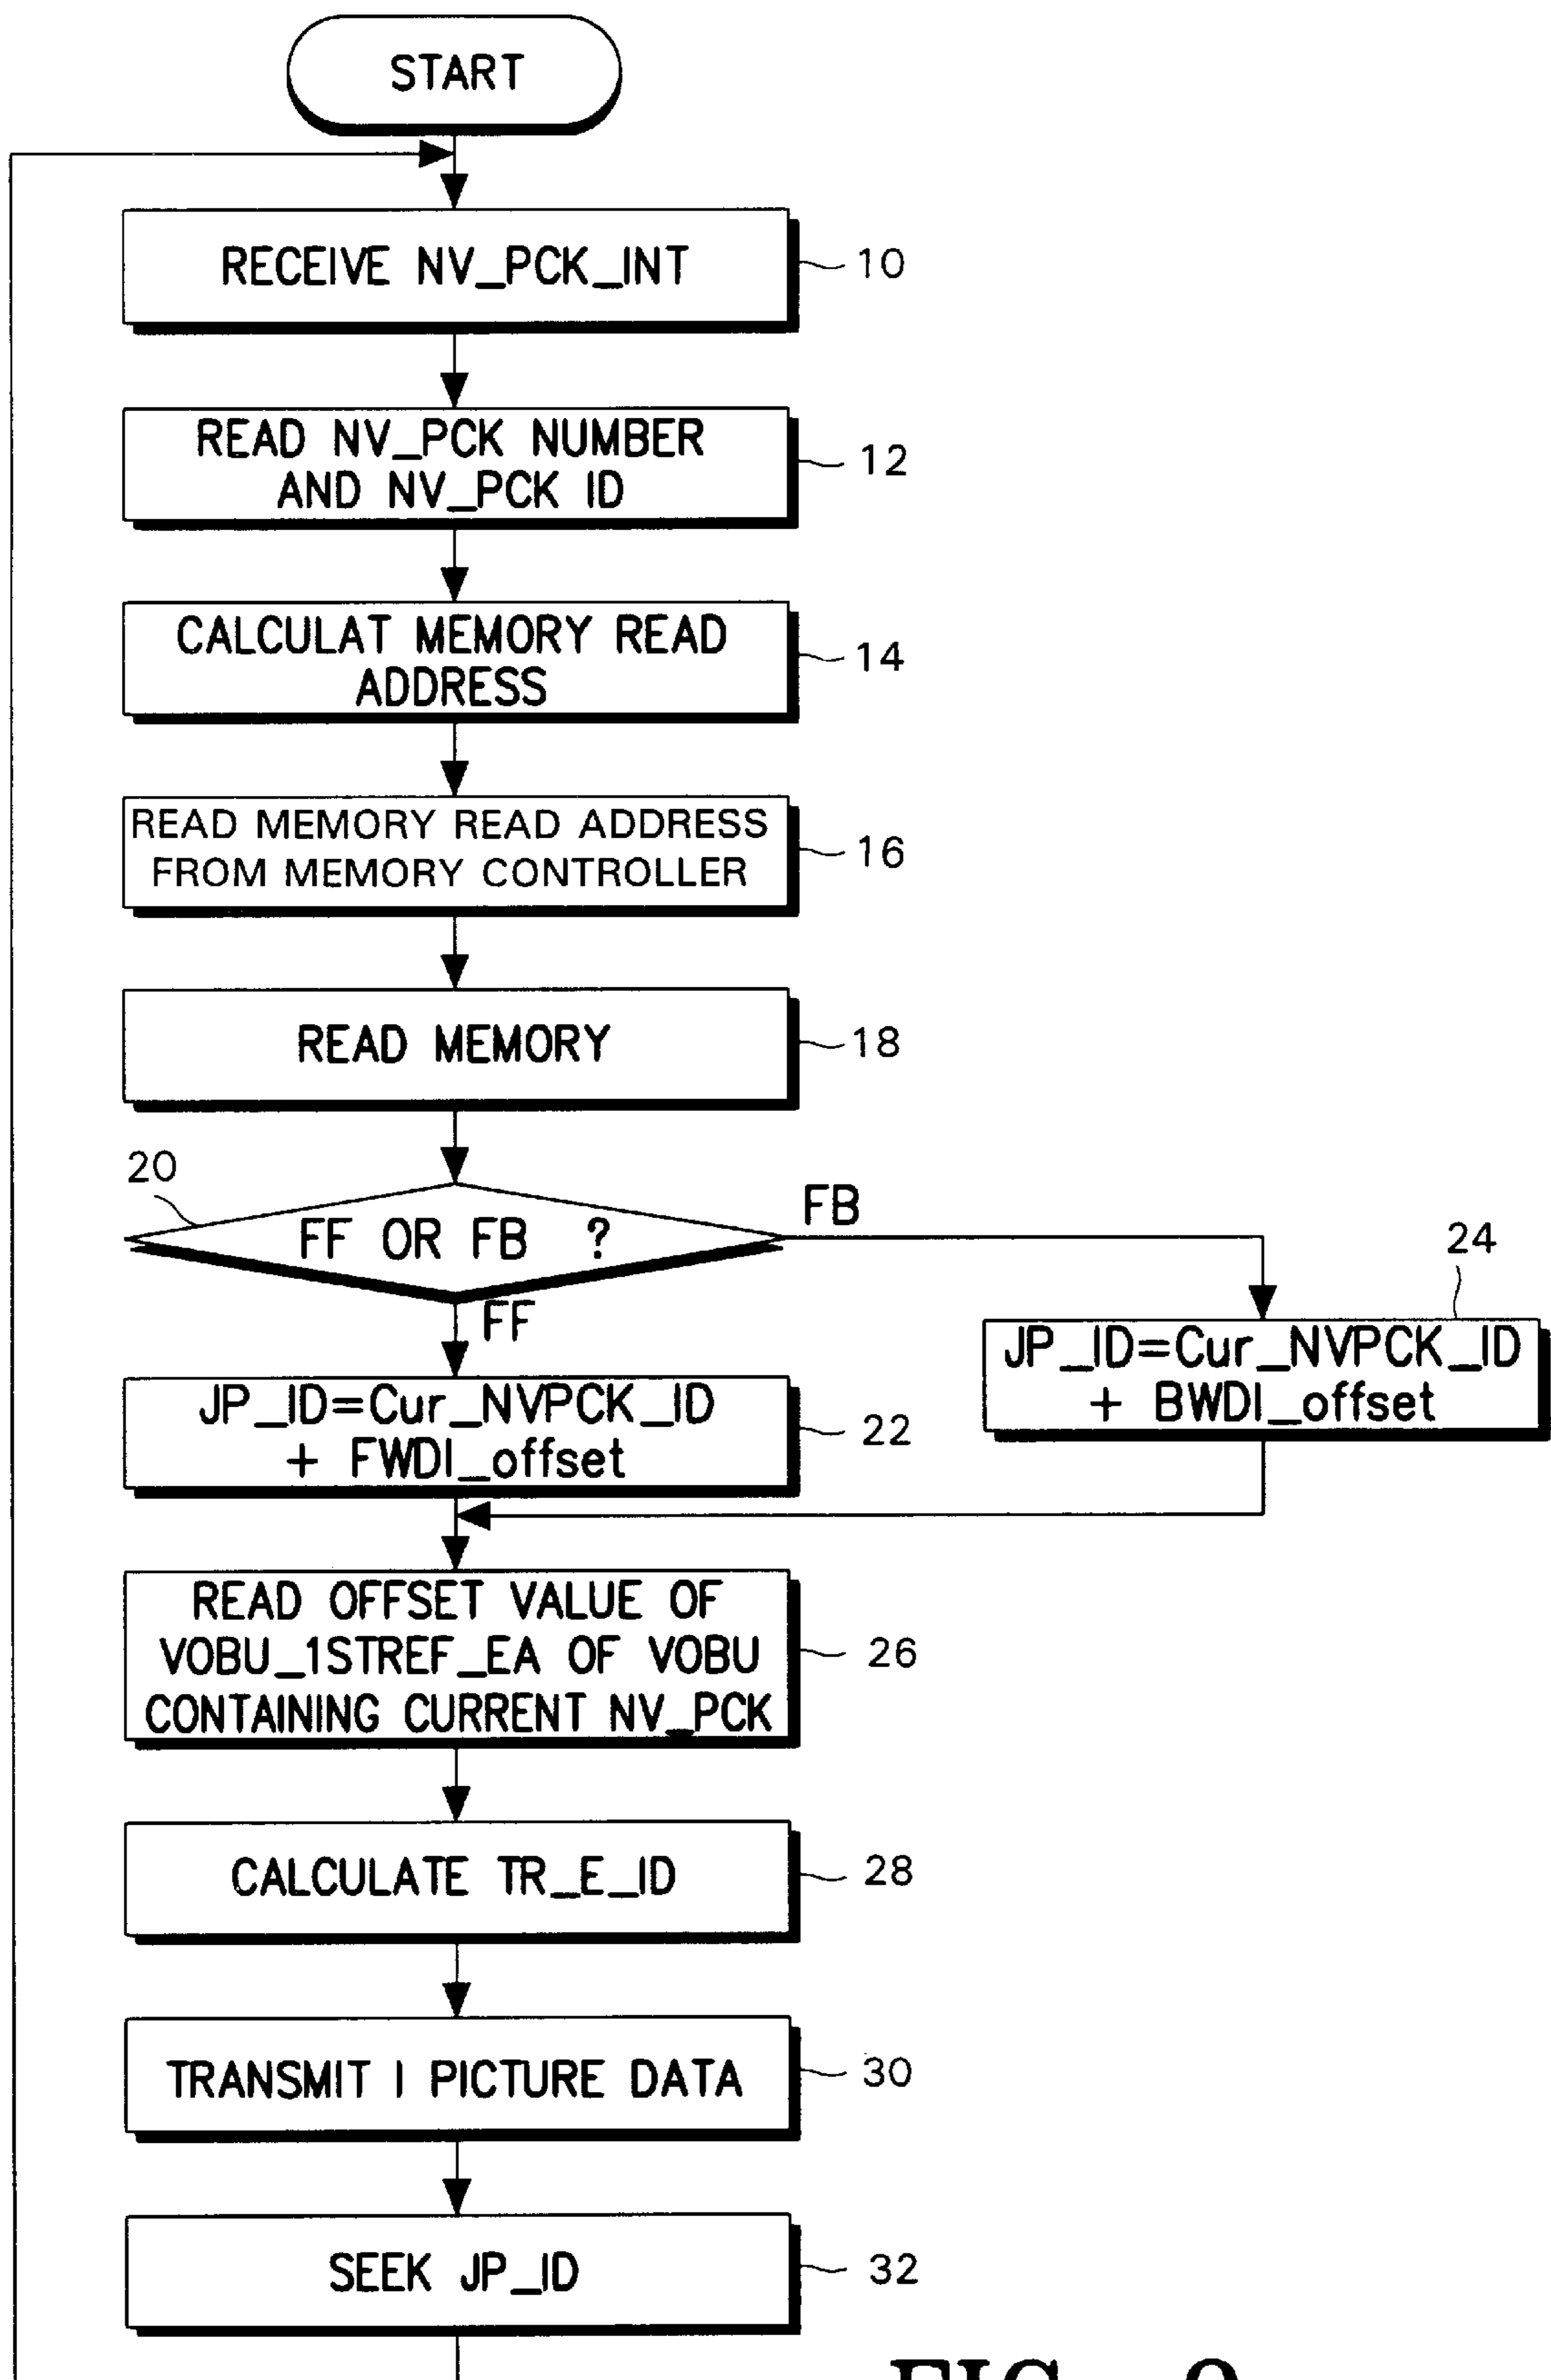 START
RECEIVE NV_PCK_INT
10
READ NV_PCK NUMBER
AND NV_PCK ID
12
CALCULAT MEMORY READ
ADDRESS
14
READ MEMORY READ ADDRESS
FROM MEMORY CONTROLLER
16
READ MEMORY
18
20
FF OR FB ?
FB
FF
24
JP_ID=Cur_NVPCK_ID
+ BWDI_offset
JP_ID=Cur_NVPCK_ID
+ FWDI_offset
22
READ OFFSET VALUE OF
VOBU_1STREF_EA OF VOBU
CONTAINING CURRENT NV_PCK
26
CALCULATE TR_E_ID
28
TRANSMIT I PICTURE DATA
30
SEEK JP_ID
32